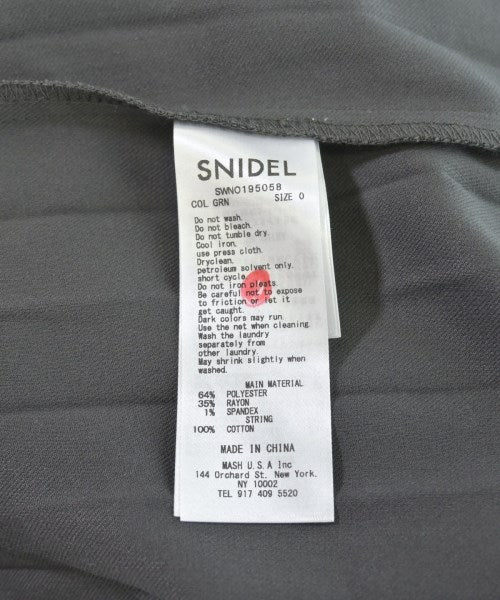 SNIDEL
SWNO195058
COL GRN SIZE 0
Do not wash.
Do not bleach.
Do not tumble dry.
Cool iron.
use press cloth.
Dryclean.
petroleum solvent only.
short cycle.
Do not iron pleats.
Be careful not to expose
to friction or let it
get caught.
Dark colors may run.
Use the net when cleaning.
Wash the laundry
separately from
other laundry.
May shrink slightly when
washed.
MAIN MATERIAL
64% POLYESTER
35% RAYON
1% SPANDEX
STRING
100% COTTON
MADE IN CHINA
MASH U.S.A Inc
144 Orchard St. New York.
NY 10002
TEL 917 409 5520